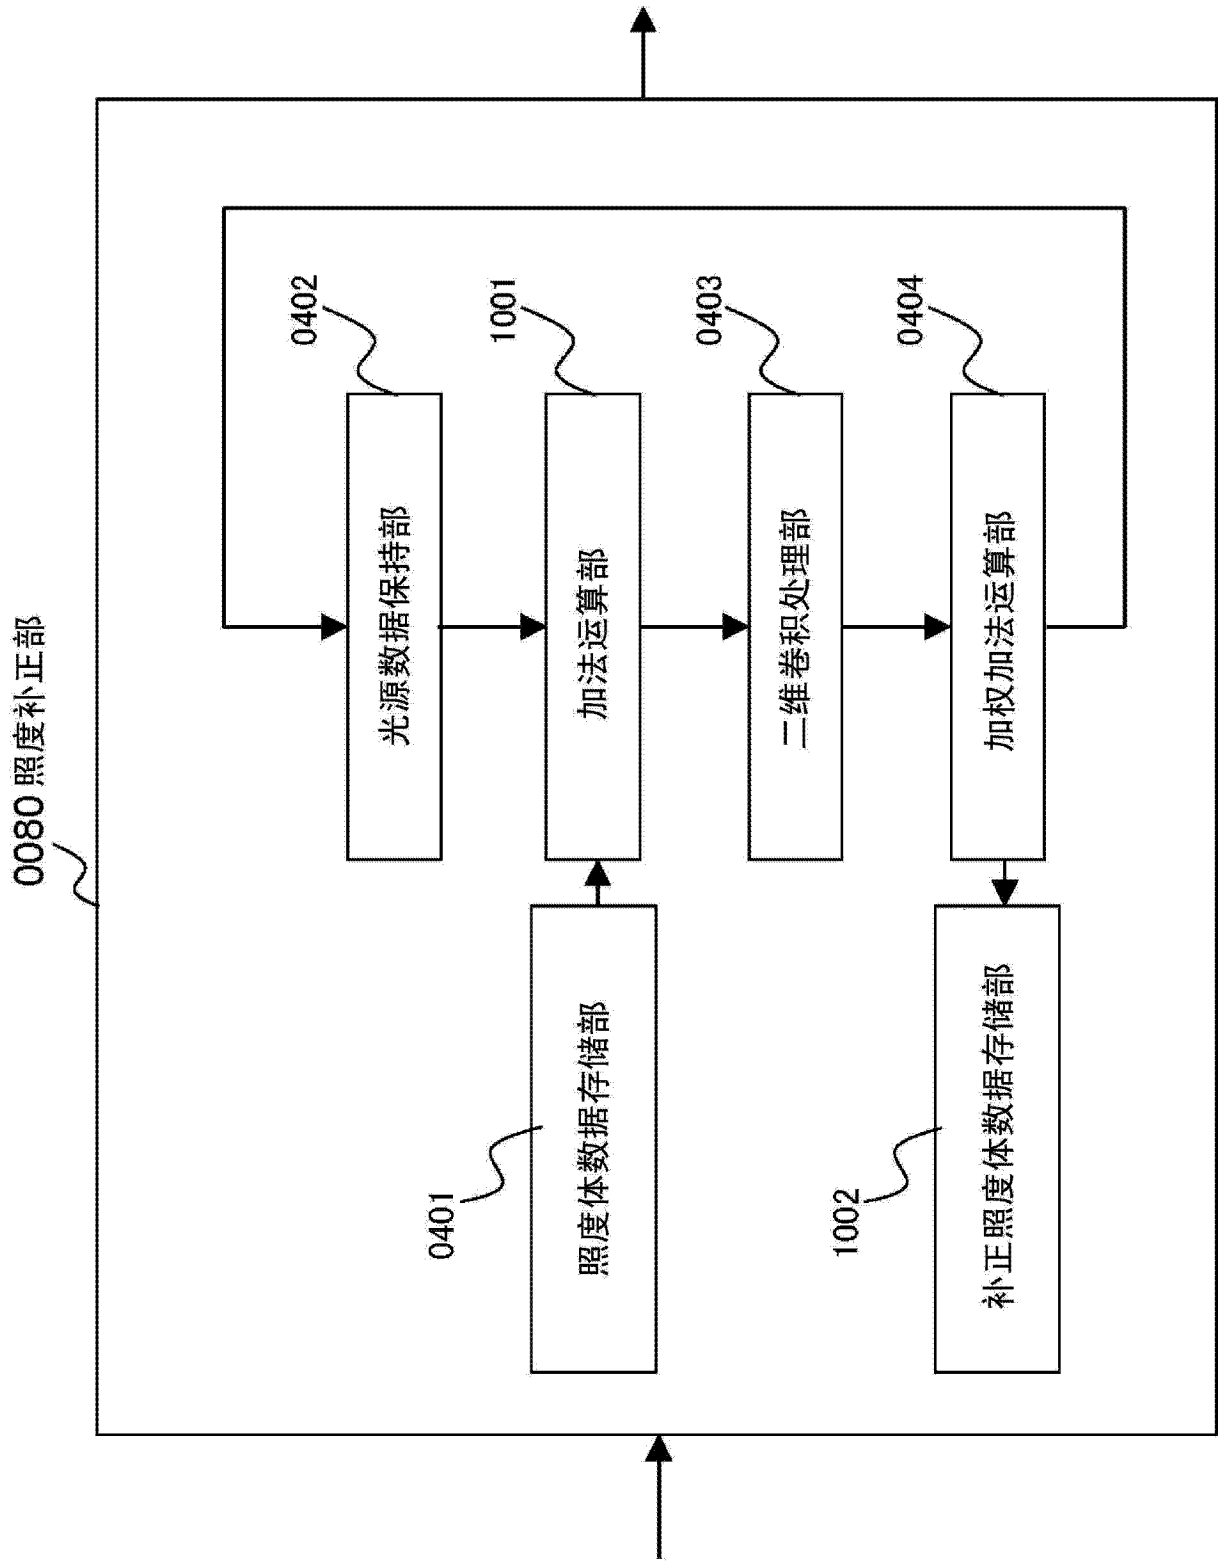 0080 照度补正部
0402
光源数据保持部
1001
加法运算部
0403
二维卷积处理部
0404
加权加法运算部
0401
照度体数据存储部
1002
补正照度体数据存储部